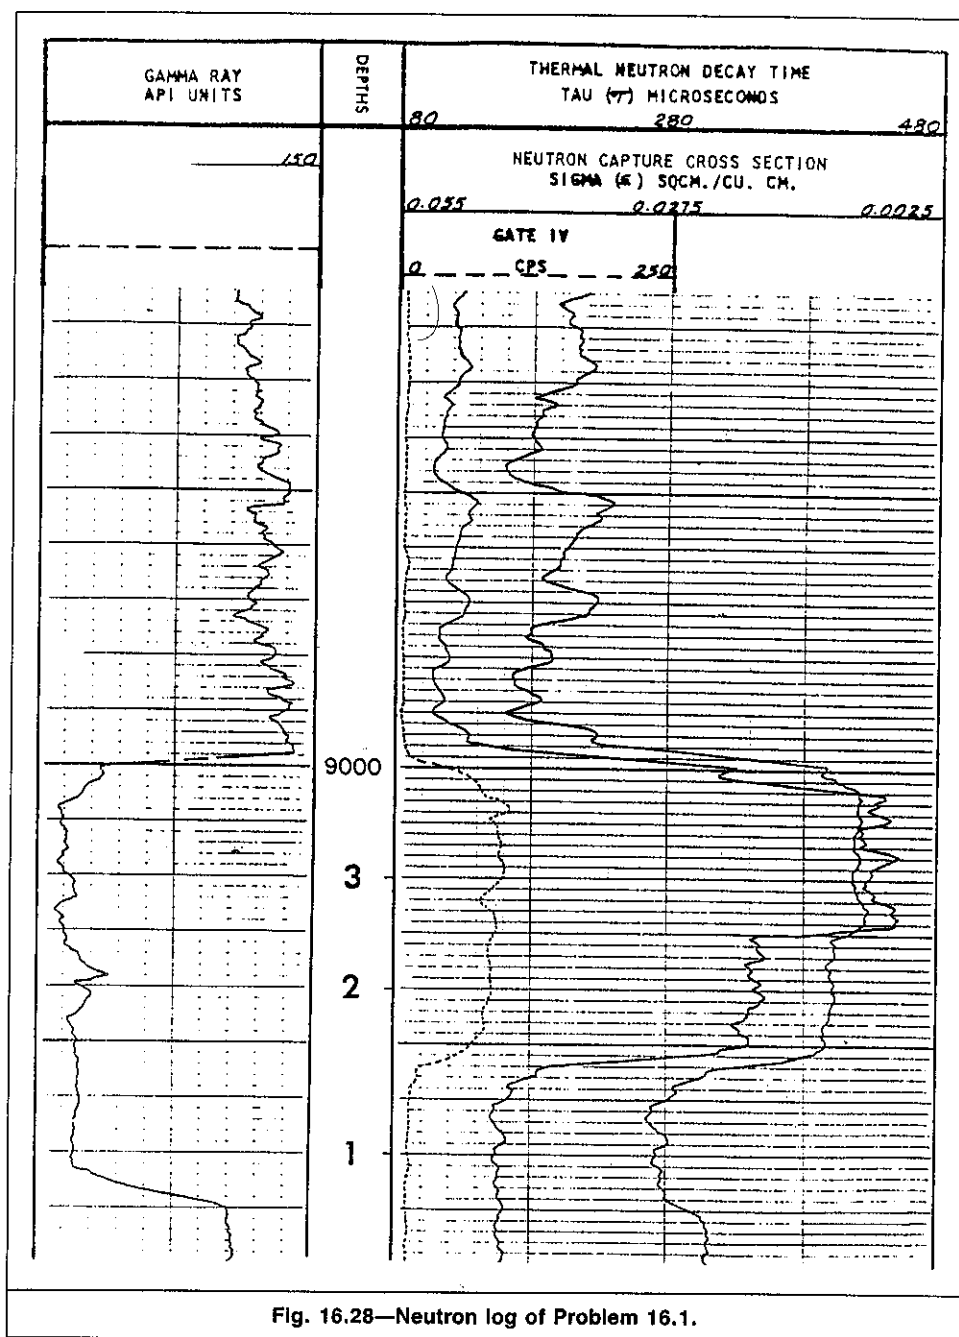 GAMMA RAY
API UNITS
150
DEPTHS
THERMAL NEUTRON DECAY TIME
TAU (τ) MICROSECONDS
80 280 480
NEUTRON CAPTURE CROSS SECTION
SIGMA (Σ) SQCM./CU. CM.
0.055 0.0275 0.0025
GATE IV
CPS
0 250
9000
3
2
1
Fig. 16.28—Neutron log of Problem 16.1.